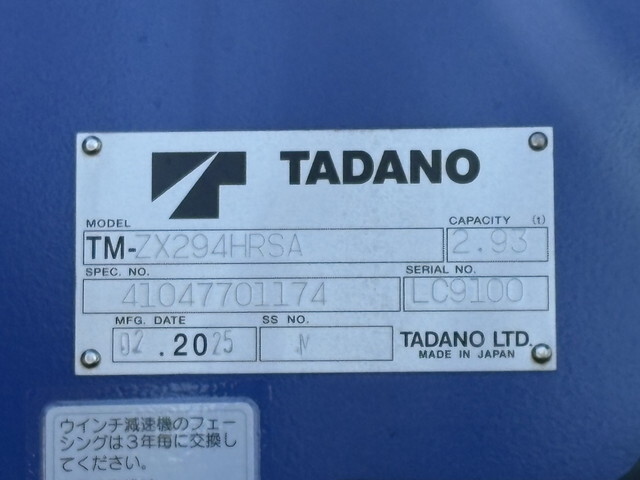 TADANO
MODEL
CAPACITY (t)
TM-ZX294HRSA
2.93
SPEC. NO.
SERIAL NO.
41047701174
LC9100
MFG. DATE
SS NO.
02.2025
N
TADANO LTD.
MADE IN JAPAN
ウインチ減速機のフェー
シングは3年毎に交換し
てください。